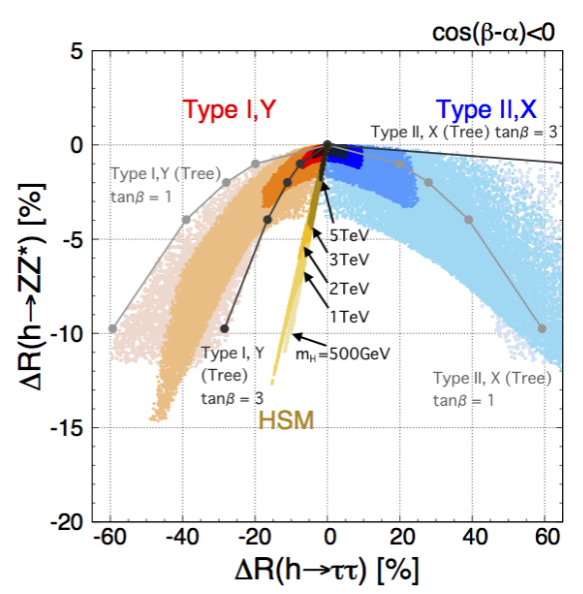 cos(β-α)<0
5
0
-5
-10
-15
-20
ΔR(h→ZZ*) [%]
Type I,Y
Type II,X
Type II, X (Tree) tanβ = 3
Type I,Y (Tree)
tanβ = 1
5TeV
3TeV
2TeV
1TeV
m_H=500GeV
Type I, Y
(Tree)
tanβ = 3
Type II, X (Tree)
tanβ = 1
HSM
-60 -40 -20 0 20 40 60
ΔR(h→ττ) [%]